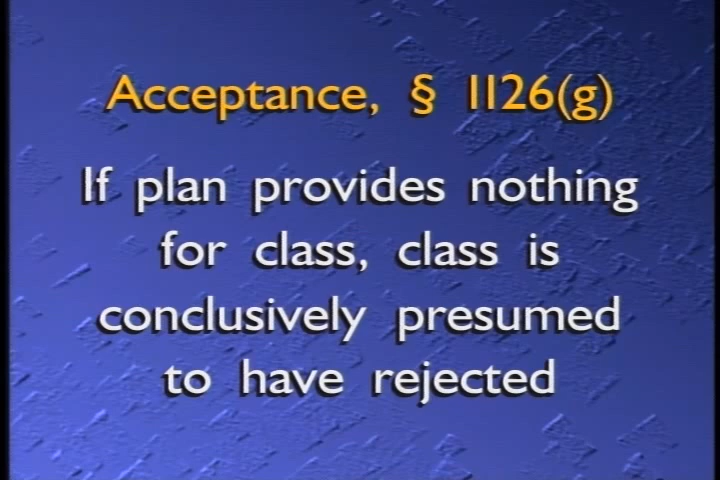 Acceptance, § 1126(g)
If plan provides nothing
for class, class is
conclusively presumed
to have rejected